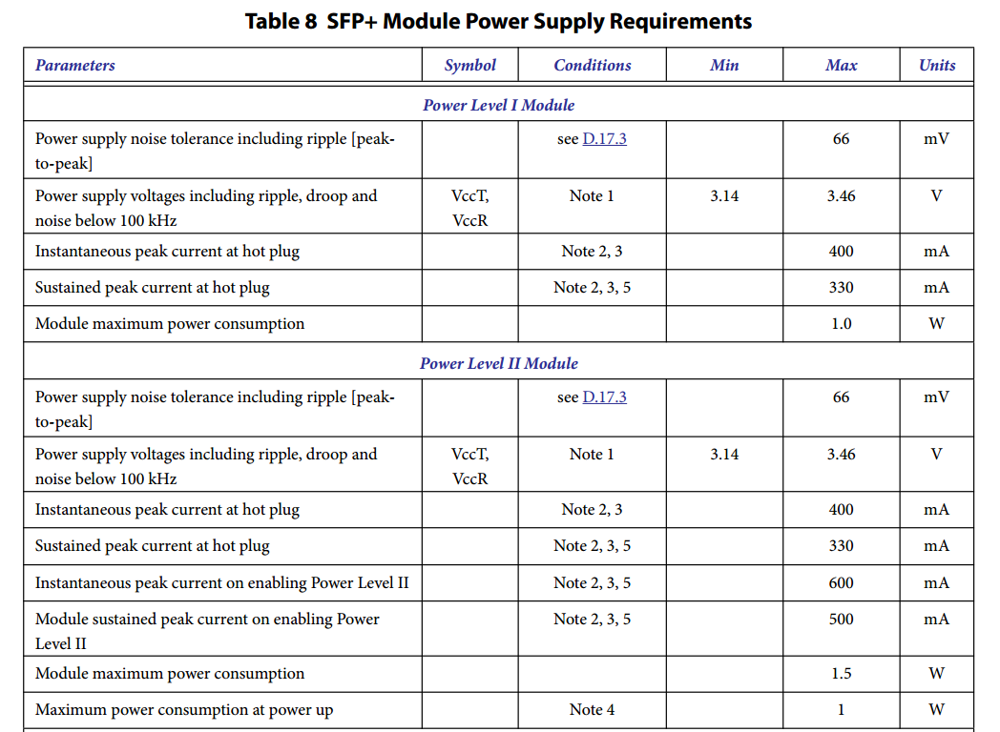 Table 8 SFP+ Module Power Supply Requirements
Parameters Symbol Conditions Min Max Units
Power Level I Module
Power supply noise tolerance including ripple [peak- see D.17.3 66 mV
to-peak]
Power supply voltages including ripple, droop and VccT, Note 1 3.14 3.46 V
noise below 100 kHz VccR
Instantaneous peak current at hot plug Note 2, 3 400 mA
Sustained peak current at hot plug Note 2, 3, 5 330 mA
Module maximum power consumption 1.0 W
Power Level II Module
Power supply noise tolerance including ripple [peak- see D.17.3 66 mV
to-peak]
Power supply voltages including ripple, droop and VccT, Note 1 3.14 3.46 V
noise below 100 kHz VccR
Instantaneous peak current at hot plug Note 2, 3 400 mA
Sustained peak current at hot plug Note 2, 3, 5 330 mA
Instantaneous peak current on enabling Power Level II Note 2, 3, 5 600 mA
Module sustained peak current on enabling Power Note 2, 3, 5 500 mA
Level II
Module maximum power consumption 1.5 W
Maximum power consumption at power up Note 4 1 W